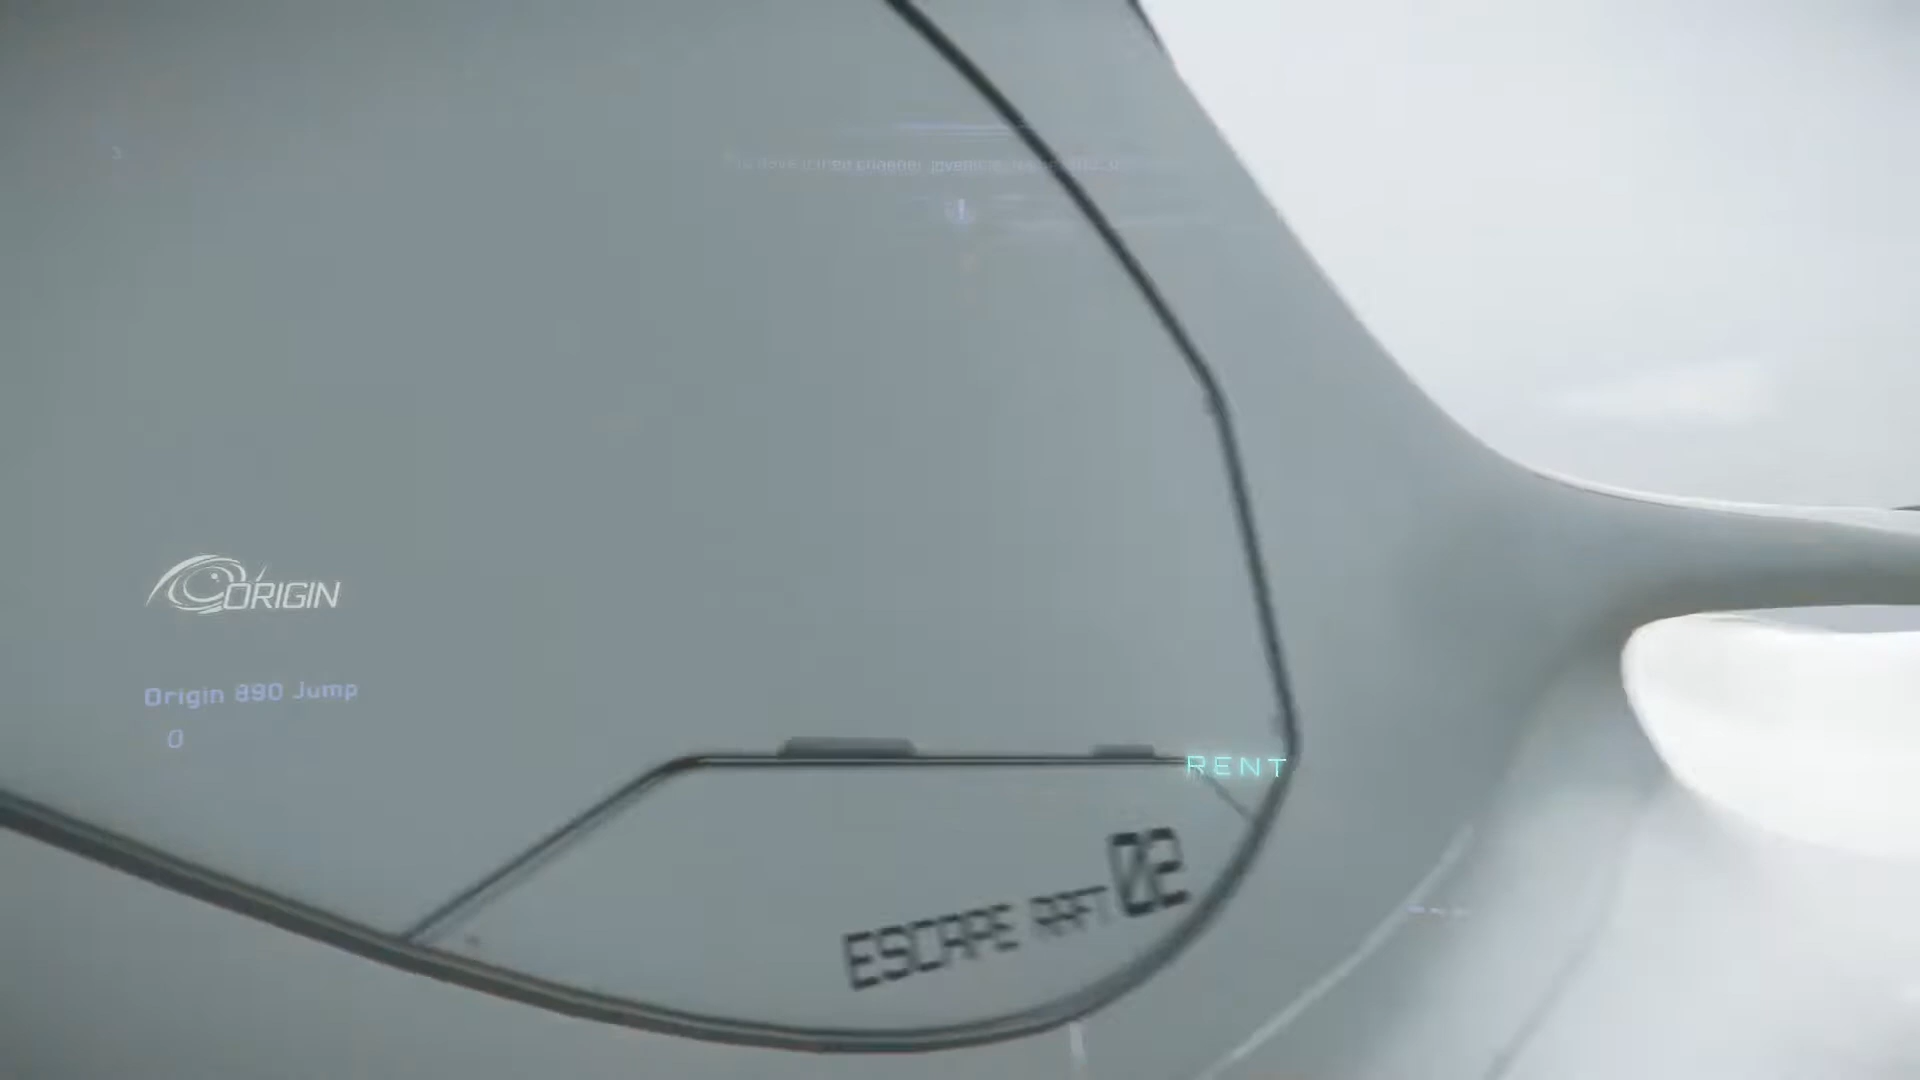 ORIGIN
Origin 890 Jump
0
RENT
ESCAPE RAFT 02